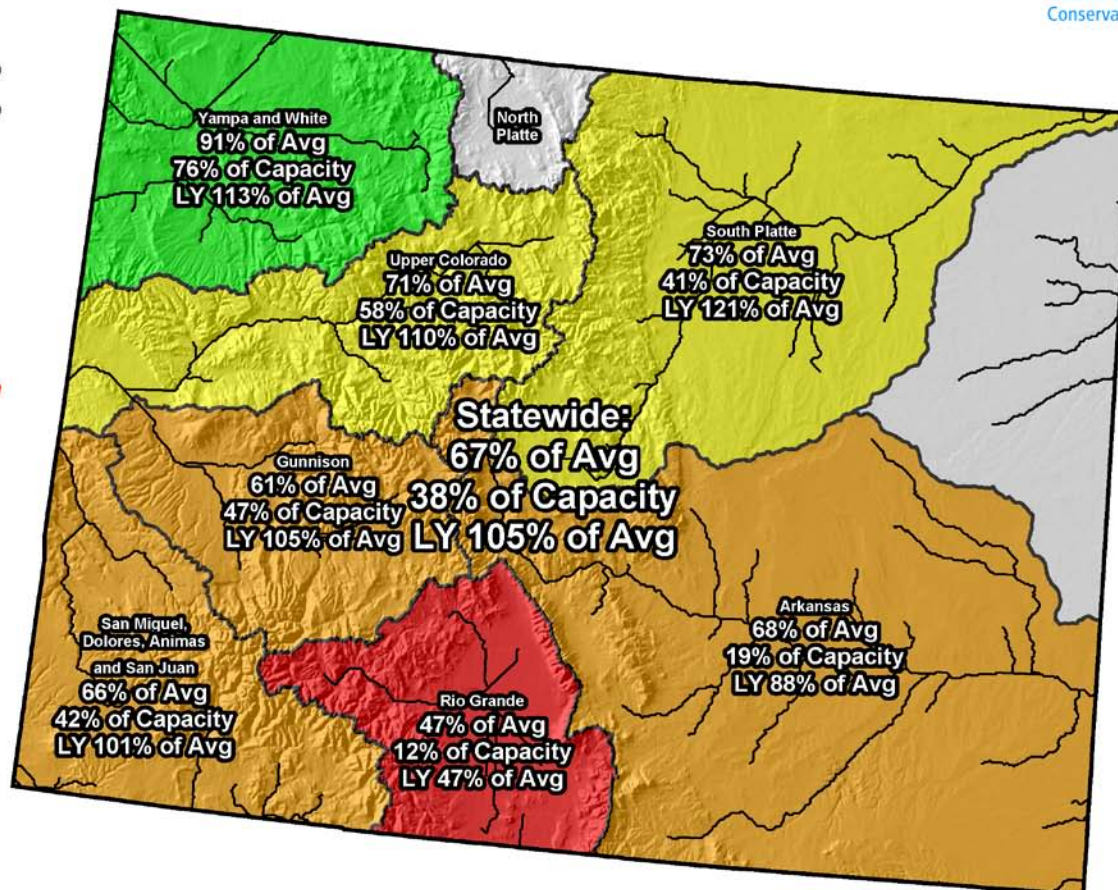 Conserva
Yampa and White
91% of Avg
76% of Capacity
LY 113% of Avg
North
Platte
Upper Colorado
71% of Avg
58% of Capacity
LY 110% of Avg
South Platte
73% of Avg
41% of Capacity
LY 121% of Avg
Statewide:
67% of Avg
38% of Capacity
LY 105% of Avg
Gunnison
61% of Avg
47% of Capacity
LY 105% of Avg
San Miguel,
Dolores, Animas
and San Juan
66% of Avg
42% of Capacity
LY 101% of Avg
Rio Grande
47% of Avg
12% of Capacity
LY 47% of Avg
Arkansas
68% of Avg
19% of Capacity
LY 88% of Avg